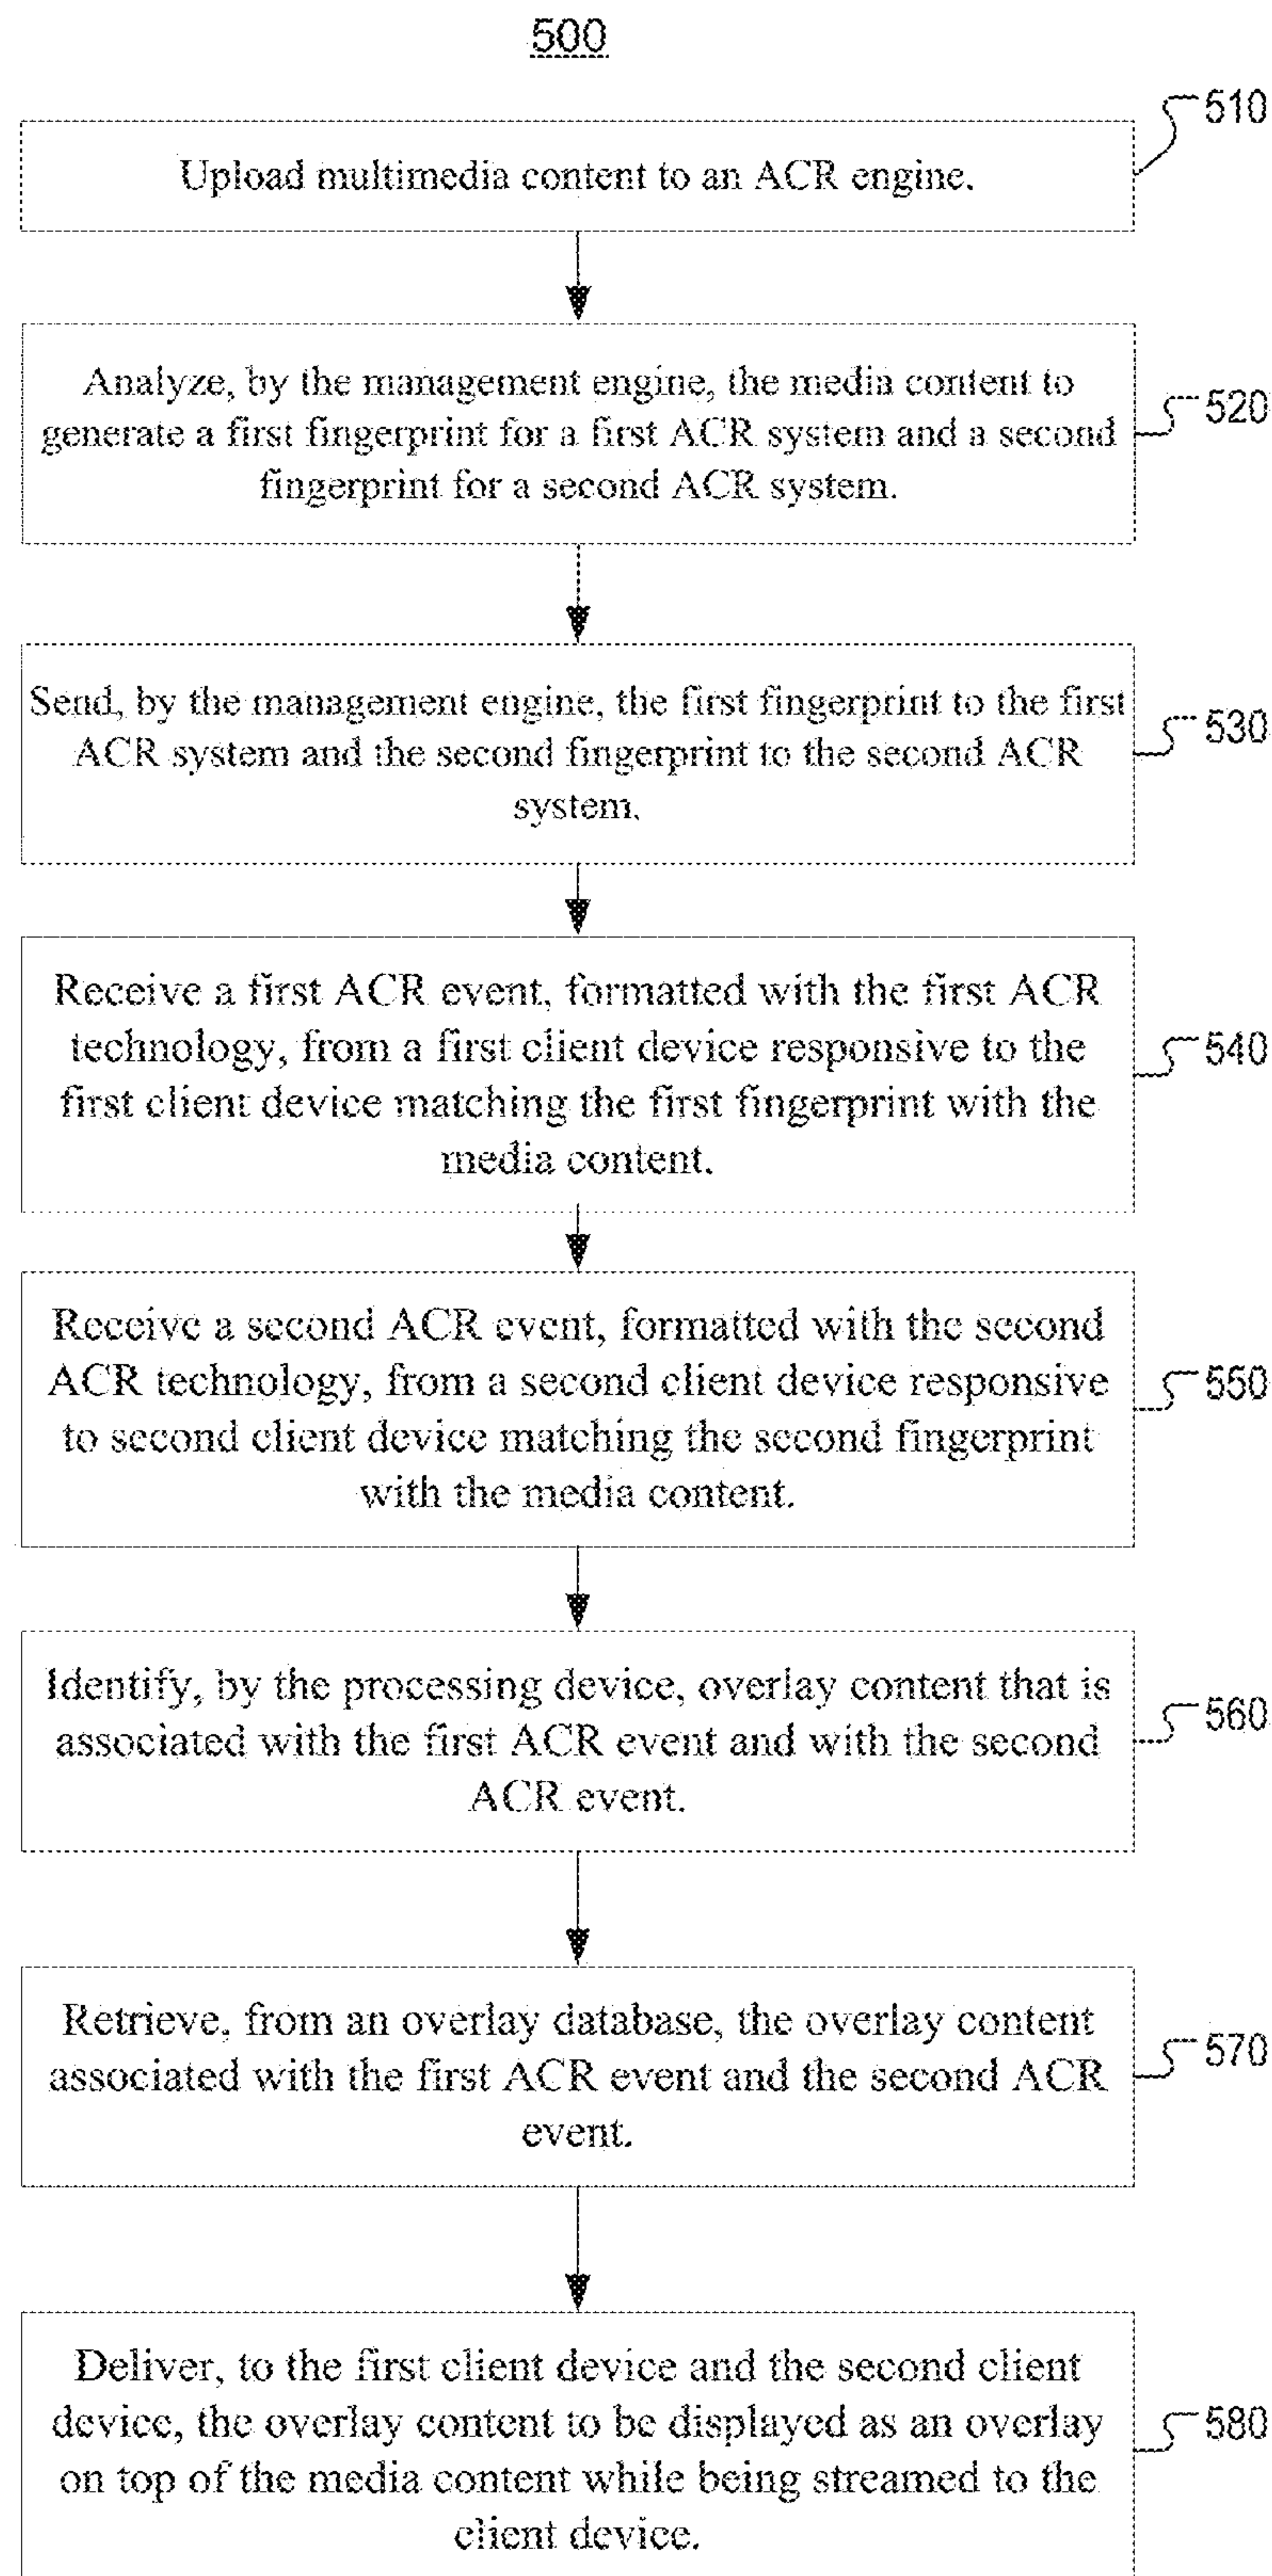 500
510
Upload multimedia content to an ACR engine.
Analyze, by the management engine, the media content to
generate a first fingerprint for a first ACR system and a second
fingerprint for a second ACR system.
520
Send, by the management engine, the first fingerprint to the first
ACR system and the second fingerprint to the second ACR
system.
530
Receive a first ACR event, formatted with the first ACR
technology, from a first client device responsive to the
first client device matching the first fingerprint with the
media content.
540
Receive a second ACR event, formatted with the second
ACR technology, from a second client device responsive
to second client device matching the second fingerprint
with the media content.
550
Identify, by the processing device, overlay content that is
associated with the first ACR event and with the second
ACR event.
560
Retrieve, from an overlay database, the overlay content
associated with the first ACR event and the second ACR
event.
570
Deliver, to the first client device and the second client
device, the overlay content to be displayed as an overlay
on top of the media content while being streamed to the
client device.
580